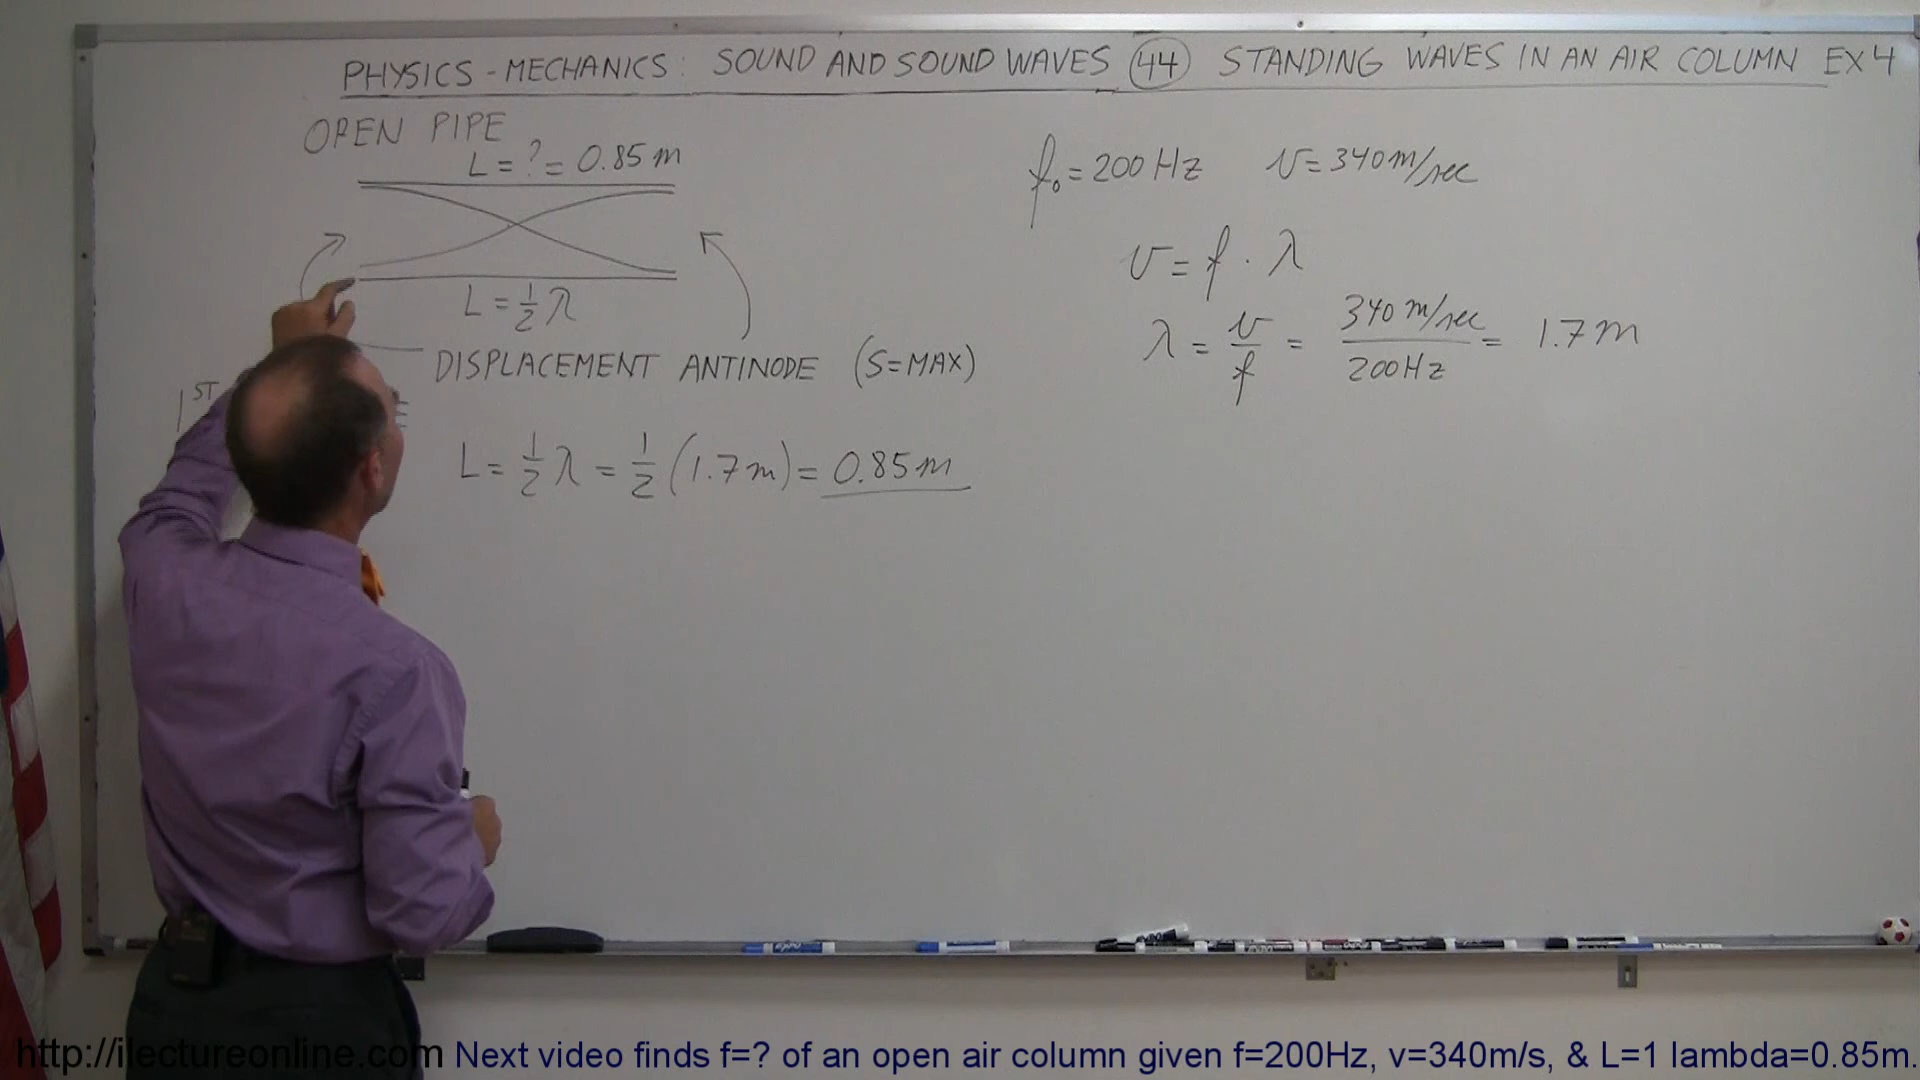 PHYSICS - MECHANICS: SOUND AND SOUND WAVES 44 STANDING WAVES IN AN AIR COLUMN EX 4
OPEN PIPE
L = ? = 0.85 m
L = 1/2 λ
DISPLACEMENT ANTINODE (S=MAX)
1ST
L = 1/2 λ = 1/2 (1.7 m) = 0.85 m
f₀ = 200 Hz v = 340 m/sec
v = f · λ
λ = v/f = 340 m/sec / 200 Hz = 1.7 m
http://ilectureonline.com Next video finds f=? of an open air column given f=200Hz, v=340m/s, & L=1 lambda=0.85m.